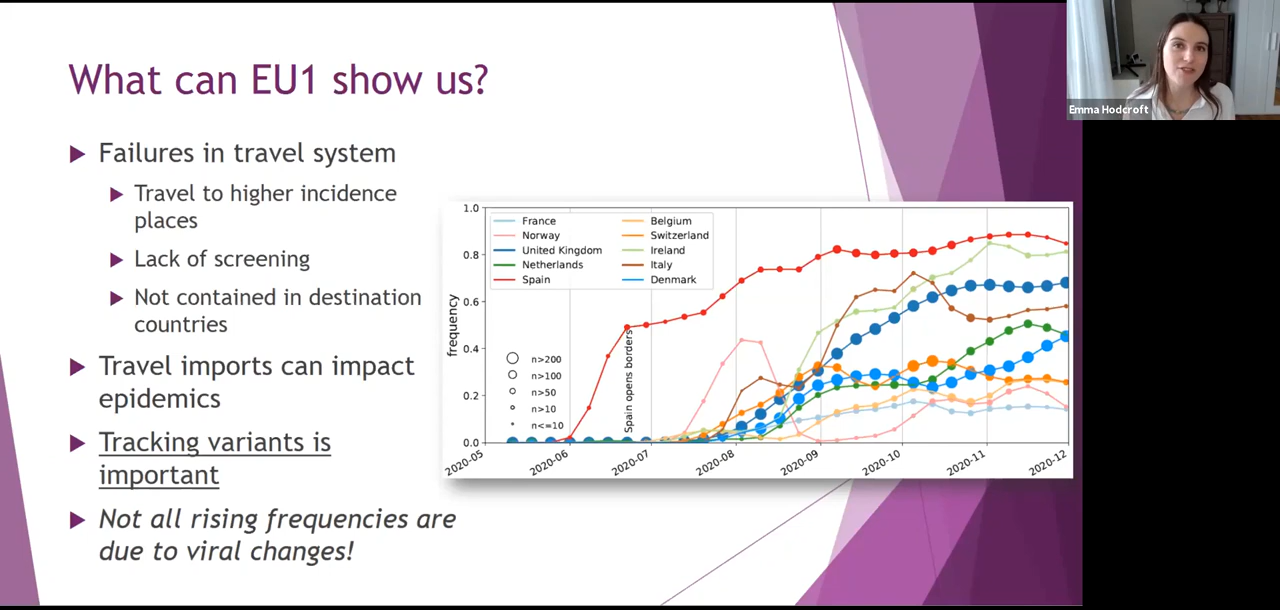 What can EU1 show us?
Failures in travel system
Travel to higher incidence
places
Lack of screening
Not contained in destination
countries
Travel imports can impact
epidemics
Tracking variants is
important
Not all rising frequencies are
due to viral changes!
Emma Hodcroft
frequency
1.0
0.8
0.6
0.4
0.2
0.0
France
Norway
United Kingdom
Netherlands
Spain
Belgium
Switzerland
Ireland
Italy
Denmark
n>200
n>100
n>50
n>10
n<=10
Spain opens borders
2020-05
2020-06
2020-07
2020-08
2020-09
2020-10
2020-11
2020-12